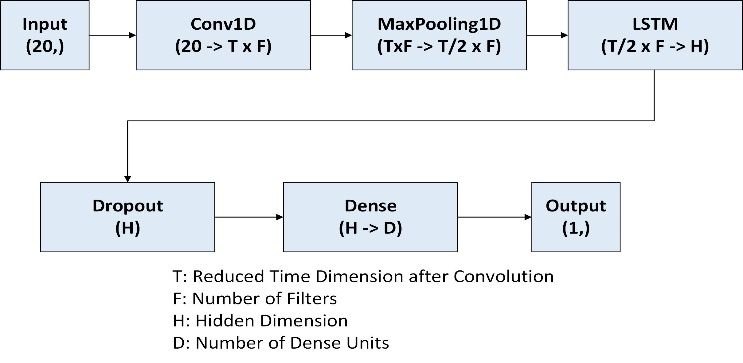 Input
(20,)
Conv1D
(20 -> T x F)
MaxPooling1D
(TxF -> T/2 x F)
LSTM
(T/2 x F -> H)
Dropout
(H)
Dense
(H -> D)
Output
(1,)
T: Reduced Time Dimension after Convolution
F: Number of Filters
H: Hidden Dimension
D: Number of Dense Units